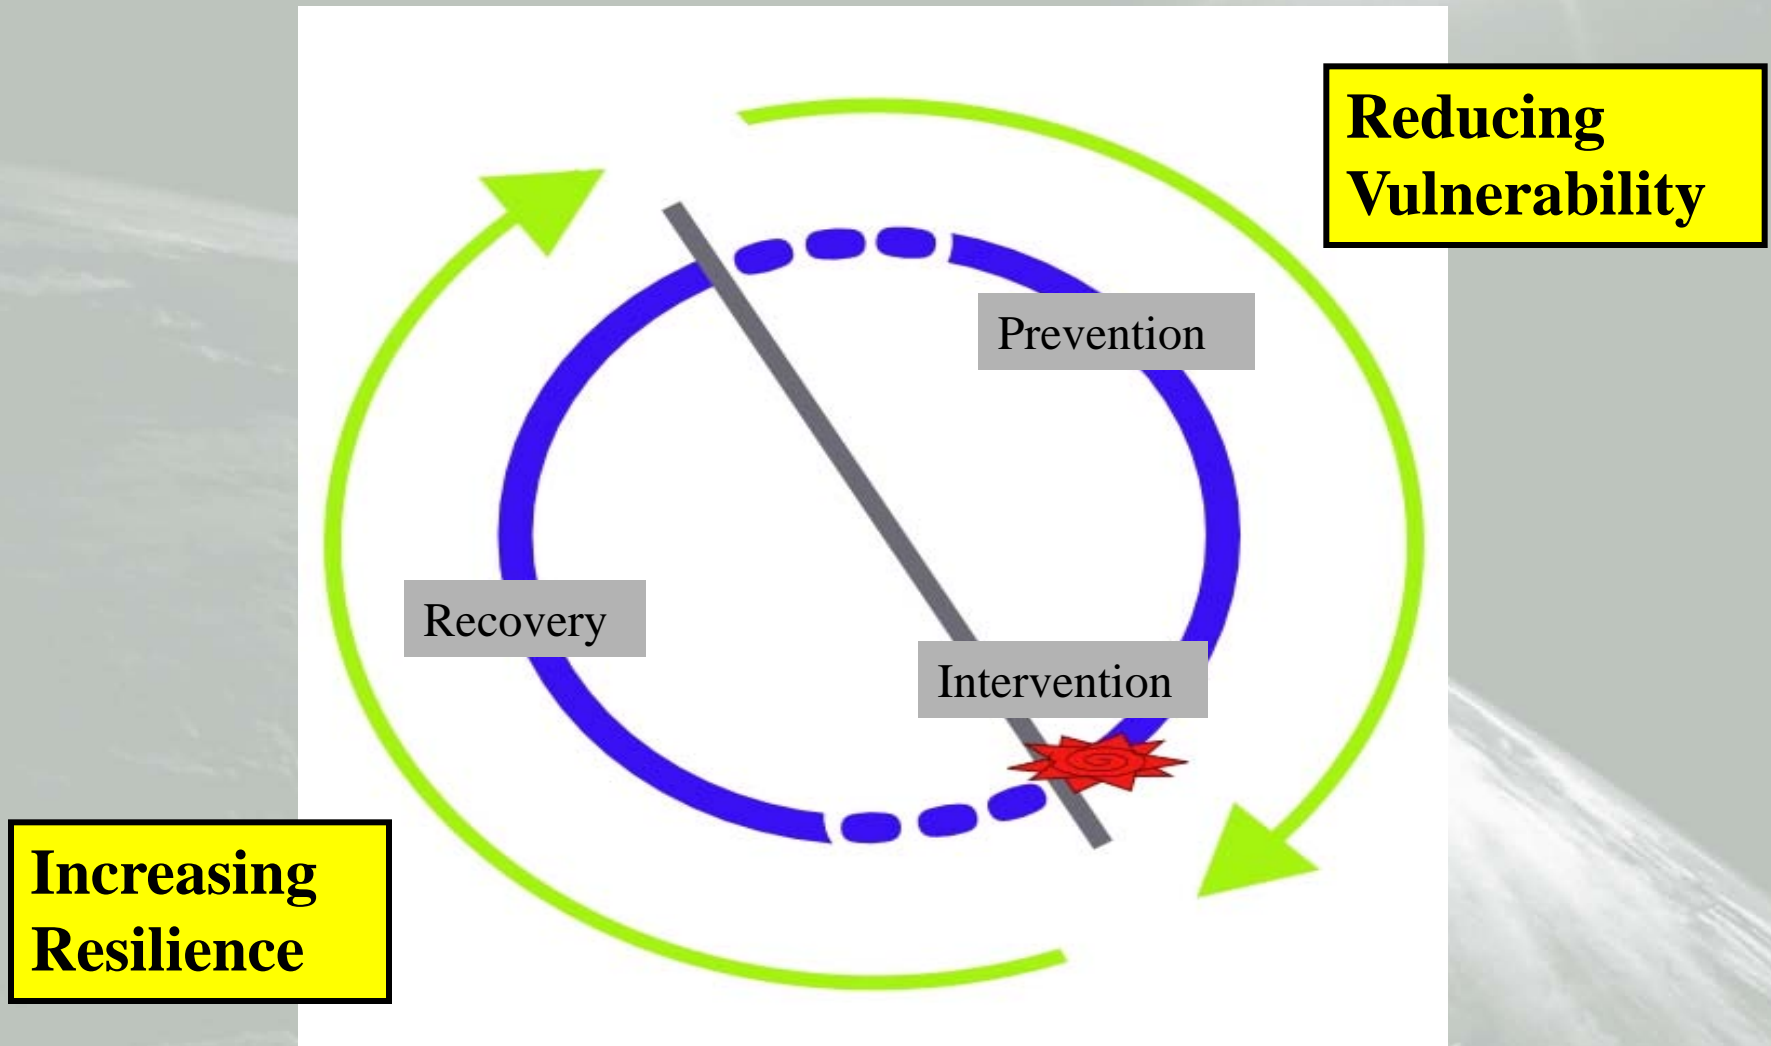 Reducing
Vulnerability
Prevention
Recovery
Intervention
Increasing
Resilience